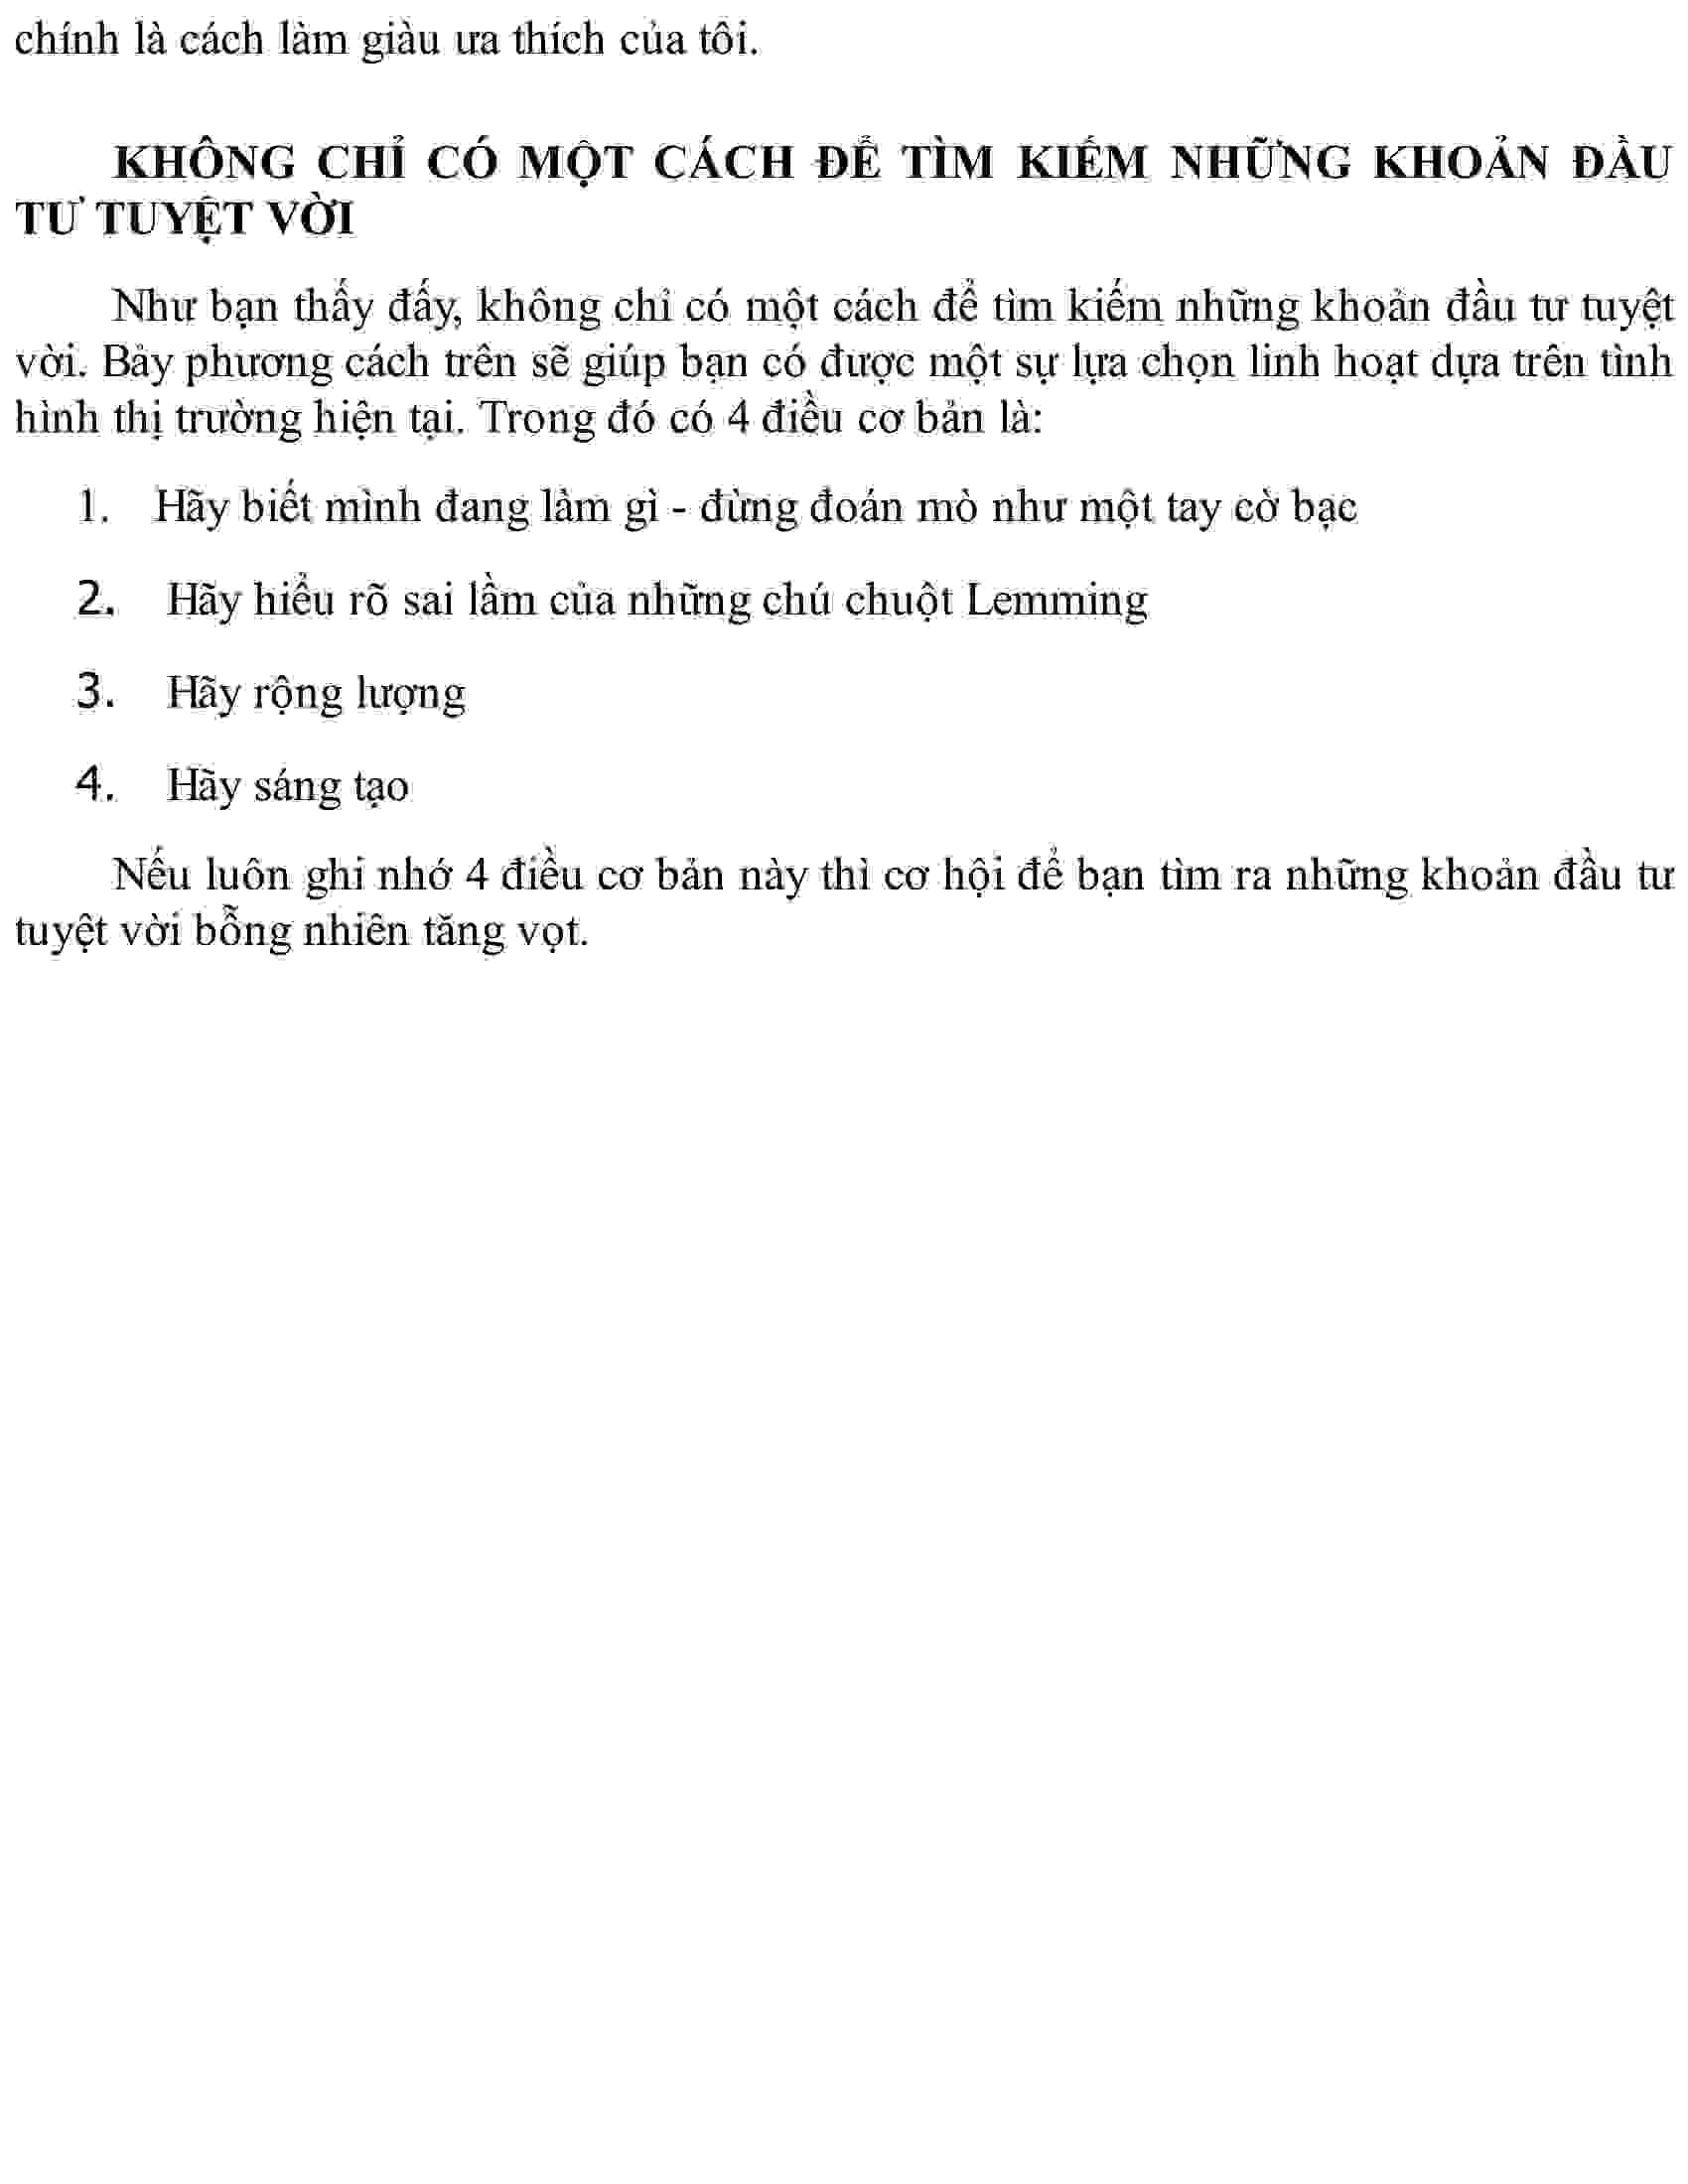 chính là cách làm giàu ưa thích của tôi.
KHÔNG CHỈ CÓ MỘT CÁCH ĐỂ TÌM KIẾM NHỮNG KHOẢN ĐẦU
TƯ TUYỆT VỜI
Như bạn thấy đấy, không chỉ có một cách để tìm kiếm những khoản đầu tư tuyệt
vời. Bảy phương cách trên sẽ giúp bạn có được một sự lựa chọn linh hoạt dựa trên tình
hình thị trường hiện tại. Trong đó có 4 điều cơ bản là:
1. Hãy biết mình đang làm gì - đừng đoán mò như một tay cờ bạc
2. Hãy hiểu rõ sai lầm của những chú chuột Lemming
3. Hãy rộng lượng
4. Hãy sáng tạo
Nếu luôn ghi nhớ 4 điều cơ bản này thì cơ hội để bạn tìm ra những khoản đầu tư
tuyệt vời bỗng nhiên tăng vọt.